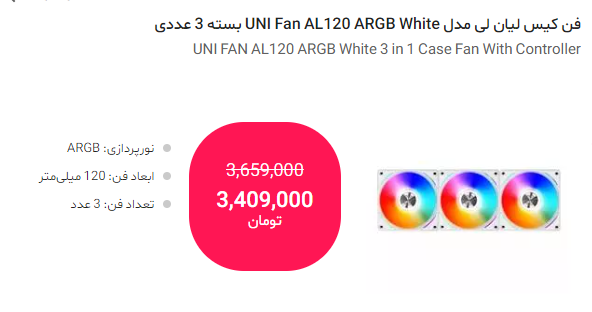 فن کیس لیان لی مدل UNI Fan AL120 ARGB White بسته 3 عددی
UNI FAN AL120 ARGB White 3 in 1 Case Fan With Controller
3,659,000
3,409,000
تومان
نورپردازی: ARGB
ابعاد فن: 120 میلی‌متر
تعداد فن: 3 عدد